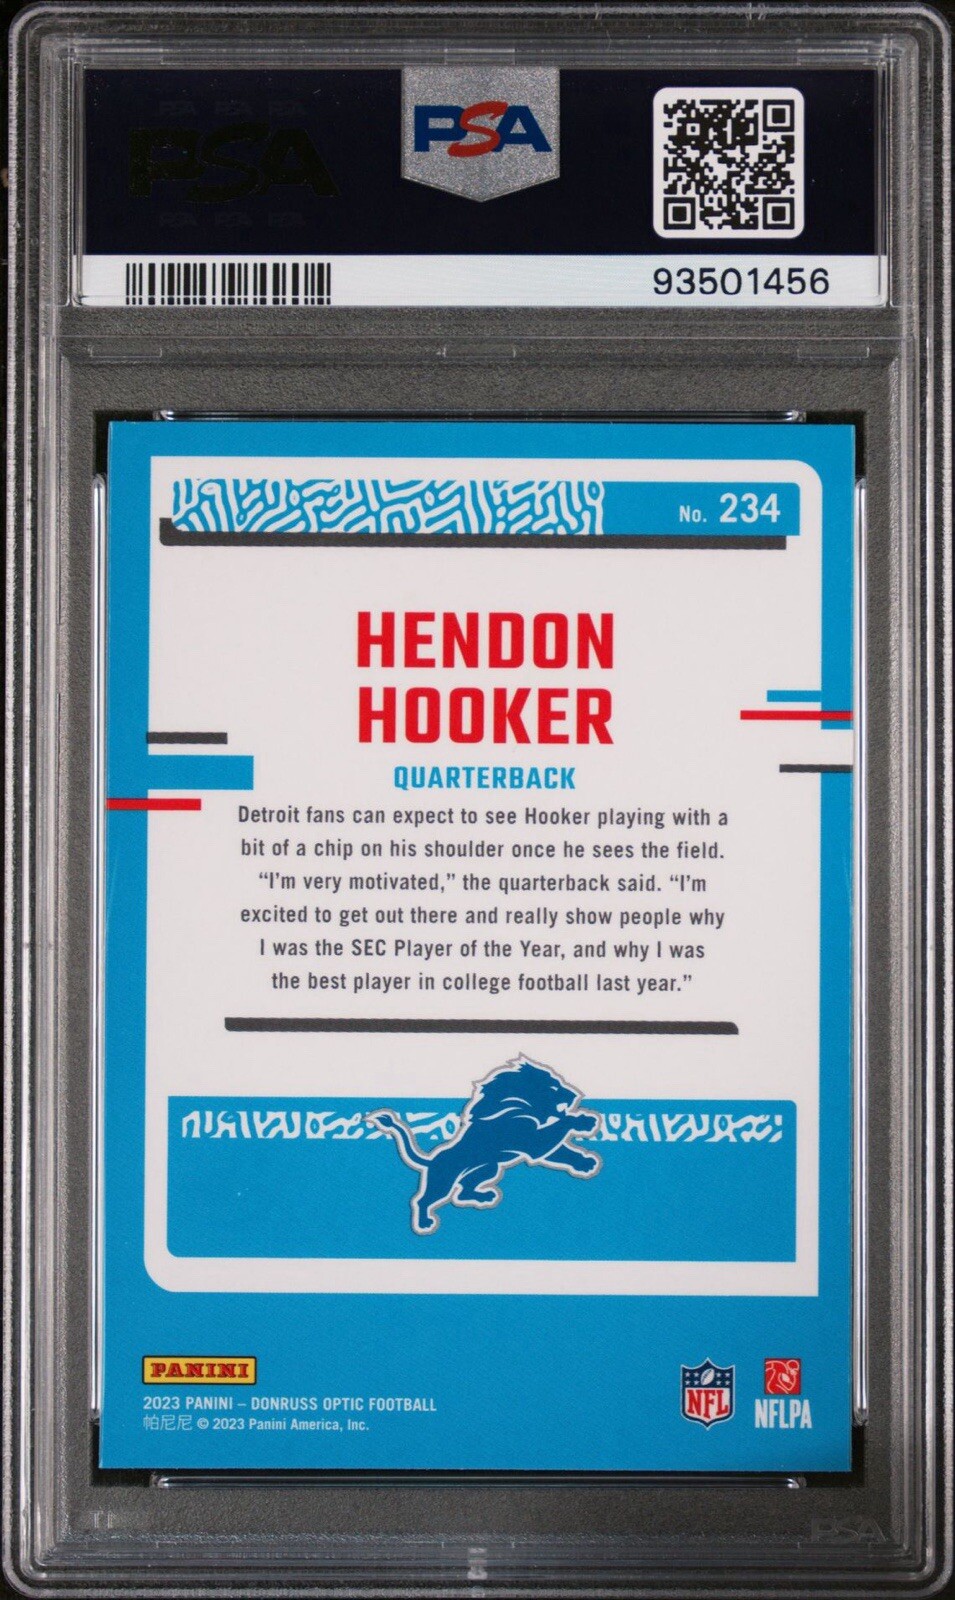 PSA
PSA
93501456
No. 234
HENDON
HOOKER
QUARTERBACK
Detroit fans can expect to see Hooker playing with a
bit of a chip on his shoulder once he sees the field.
“I'm very motivated,” the quarterback said. “I'm
excited to get out there and really show people why
I was the SEC Player of the Year, and why I was
the best player in college football last year.”
PANINI
2023 PANINI – DONRUSS OPTIC FOOTBALL
帕尼尼 © 2023 Panini America, Inc.
NFL
NFLPA
PSA